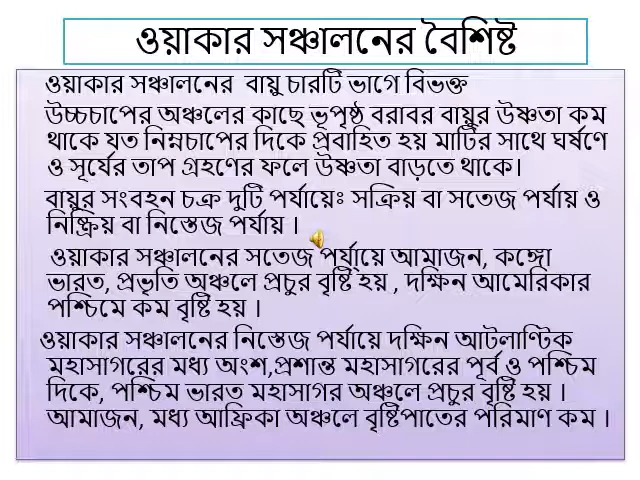 ওয়াকার সঞ্চালনের বৈশিষ্ট
ওয়াকার সঞ্চালনের বায়ু চারটি ভাগে বিভক্ত
উচ্চচাপের অঞ্চলের কাছে ভূপৃষ্ঠ বরাবর বায়ুর উষ্ণতা কম
থাকে যত নিম্নচাপের দিকে প্রবাহিত হয় মাটির সাথে ঘর্ষণে
ও সূর্যের তাপ গ্রহণের ফলে উষ্ণতা বাড়তে থাকে।
বায়ুর সংবহন চক্র দুটি পর্যায়েঃ সক্রিয় বা সতেজ পর্যায় ও
নিষ্ক্রিয় বা নিস্তেজ পর্যায় ।
ওয়াকার সঞ্চালনের সতেজ পর্যা্য়ে আমাজন, কঙ্গো
ভারত, প্রভৃতি অঞ্চলে প্রচুর বৃষ্টি হয় , দক্ষিন আমেরিকার
পশ্চিমে কম বৃষ্টি হয় ।
ওয়াকার সঞ্চালনের নিস্তেজ পর্যায়ে দক্ষিন আটলাণ্টিক
মহাসাগরের মধ্য অংশ,প্রশান্ত মহাসাগরের পূর্ব ও পশ্চিম
দিকে, পশ্চিম ভারত মহাসাগর অঞ্চলে প্রচুর বৃষ্টি হয় ।
আমাজন, মধ্য আফ্রিকা অঞ্চলে বৃষ্টিপাতের পরিমাণ কম ।